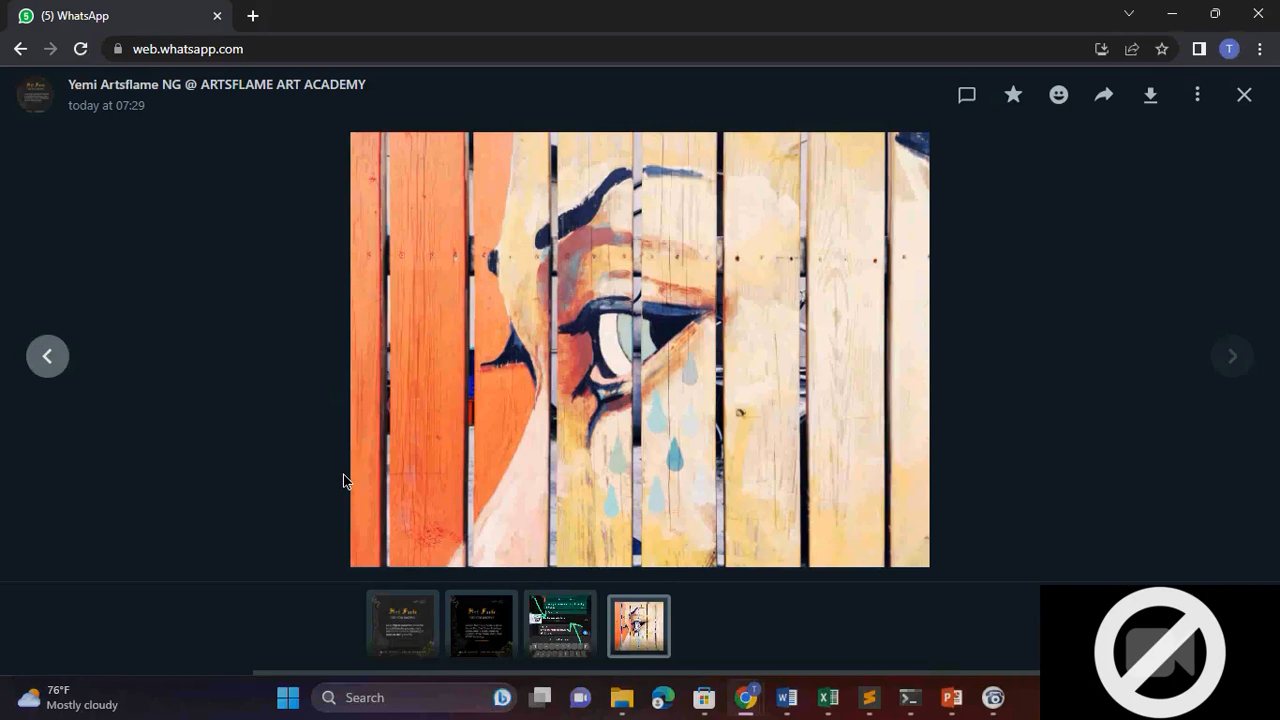 (5) WhatsApp
web.whatsapp.com
T
Yemi Artsflame NG @ ARTSFLAME ART ACADEMY
today at 07:29
76°F
Mostly cloudy
Search